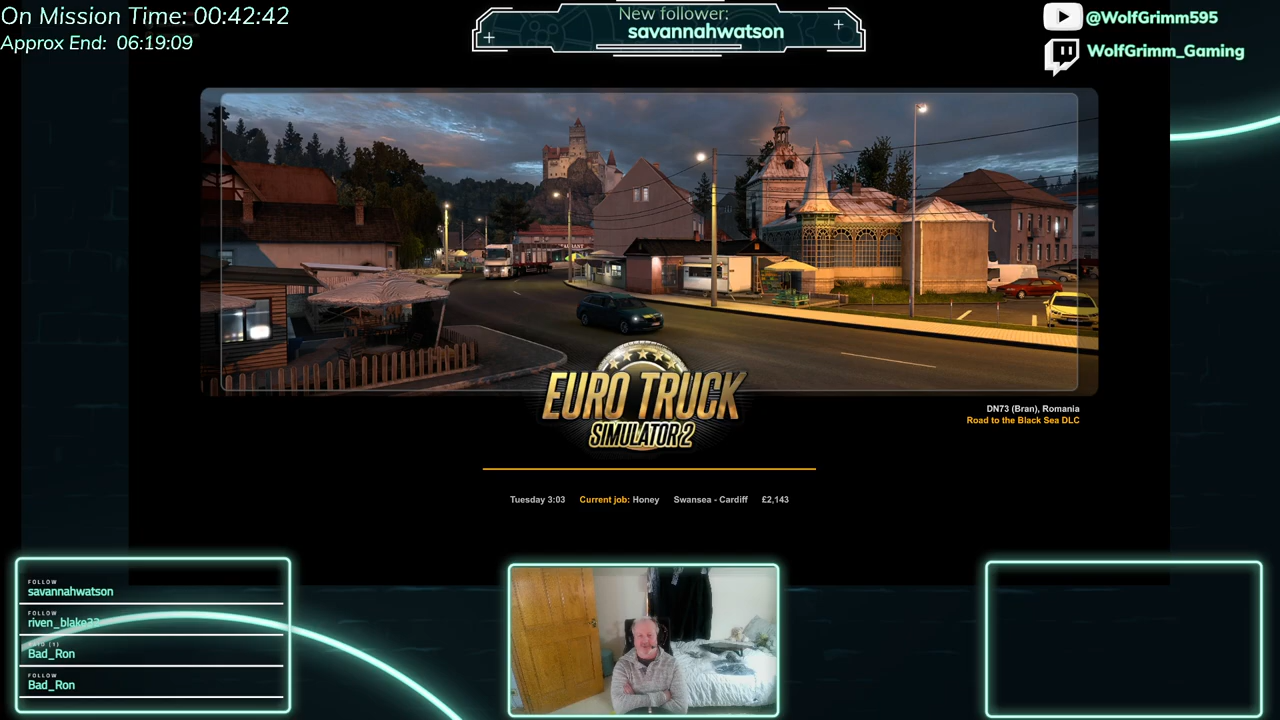 On Mission Time: 00:42:42
Approx End: 06:19:09
New follower:
savannahwatson
@WolfGrimm595
WolfGrimm_Gaming
EURO TRUCK
SIMULATOR 2
DN73 (Bran), Romania
Road to the Black Sea DLC
Tuesday 3:03 Current job: Honey Swansea - Cardiff £2,143
FOLLOW
savannahwatson
FOLLOW
riven_blake22
Bad_Ron
FOLLOW
Bad_Ron